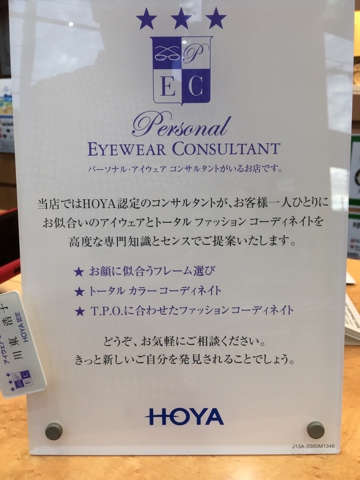 ★ ★ ★
P
E C
Personal
EYEWEAR CONSULTANT
パーソナル・アイウェア コンサルタントがいるお店です。
当店ではHOYA認定のコンサルタントが、お客様一人ひとりに
お似合いのアイウェアとトータル ファッション コーディネイトを
高度な専門知識とセンスでご提案いたします。
★ お顔に似合うフレーム選び
★ トータル カラーコーディネイト
★ T.P.O.に合わせたファッションコーディネイト
どうぞ、お気軽にご相談ください。
きっと新しいご自分を発見されることでしょう。
HOYA
J13A-2000M1346
HOYA 認定
川東